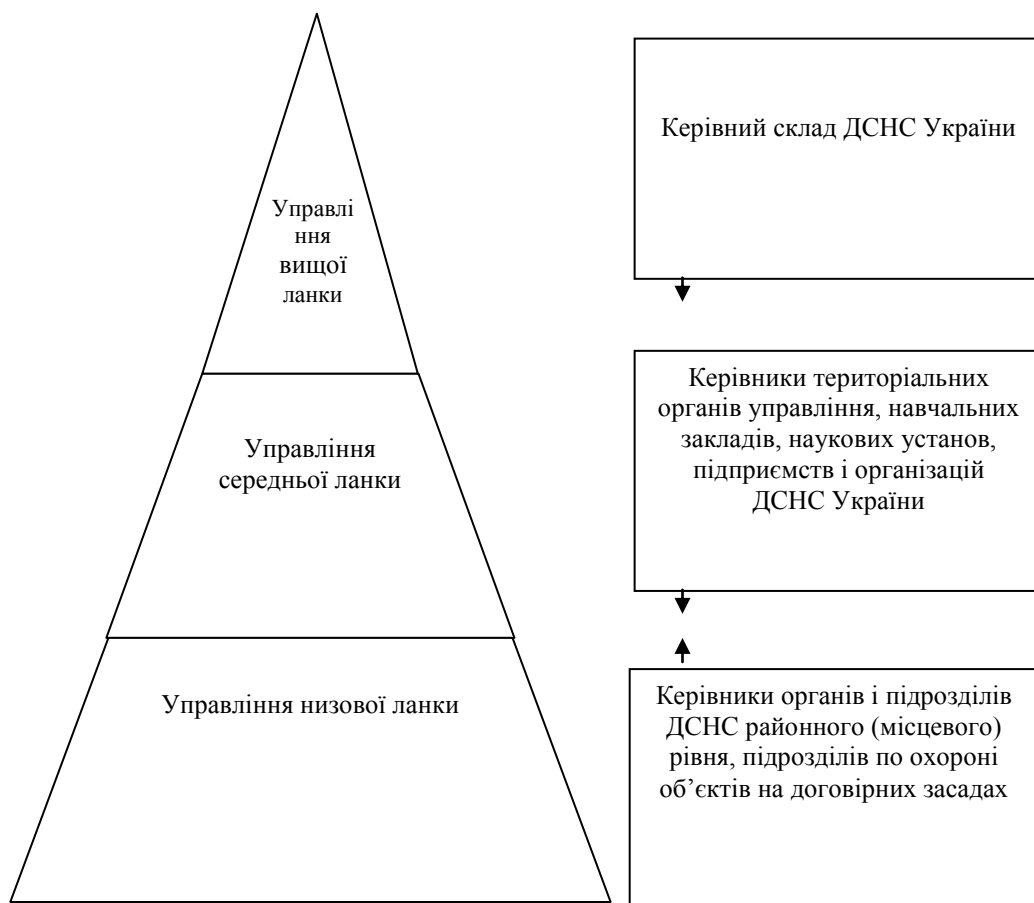 Управлі
ння
вищої
ланки
Керівний склад ДСНС України
Управління
середньої ланки
Керівники територіальних
органів управління, навчальних
закладів, наукових установ,
підприємств і організацій
ДСНС України
Управління низової ланки
Керівники органів і підрозділів
ДСНС районного (місцевого)
рівня, підрозділів по охороні
об’єктів на договірних засадах